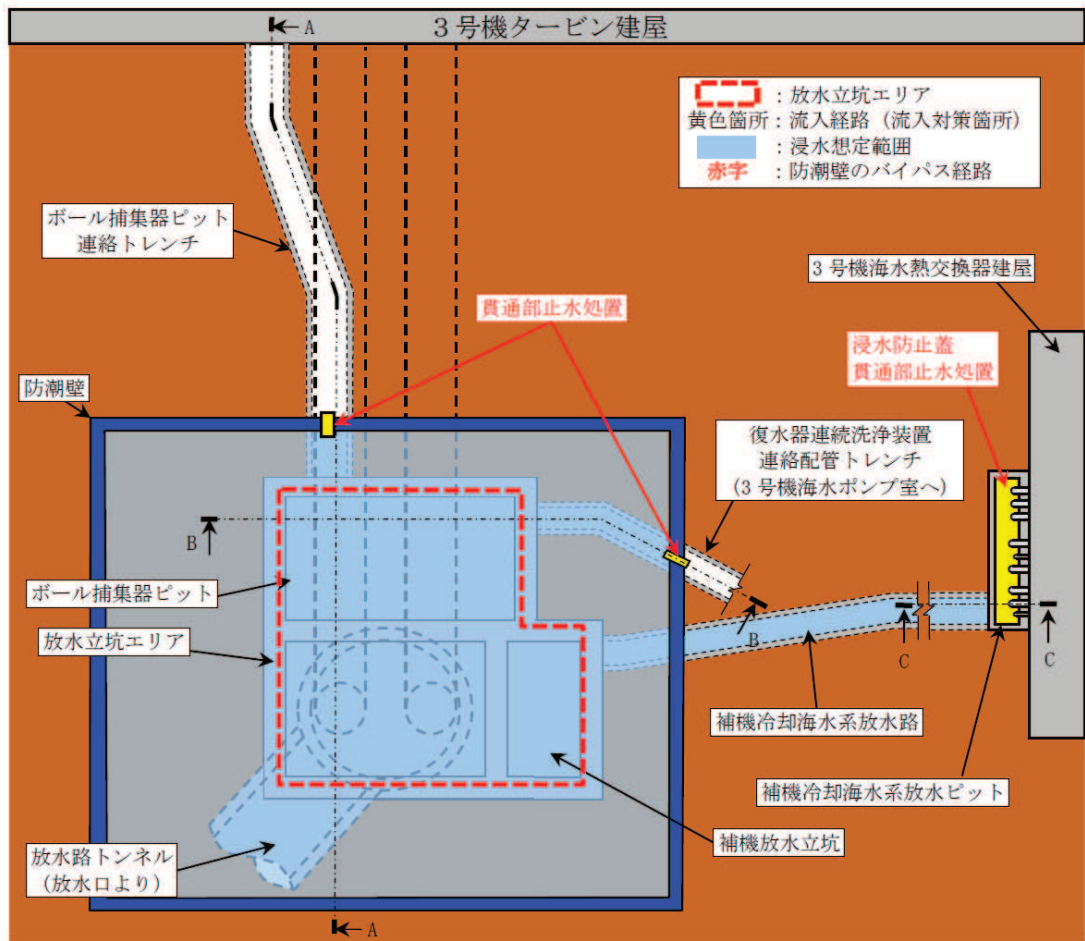 A
3号機タービン建屋
：放水立坑エリア
黄色箇所：流入経路（流入対策箇所）
：浸水想定範囲
赤字：防潮壁のバイパス経路
ボール捕集器ピット
連絡トレンチ
3号機海水熱交換器建屋
貫通部止水処置
浸水防止蓋
貫通部止水処置
防潮壁
復水器連続洗浄装置
連絡配管トレンチ
(3号機海水ポンプ室へ)
B
ボール捕集器ピット
B
放水立坑エリア
C
C
補機冷却海水系放水路
補機冷却海水系放水ピット
補機放水立坑
放水路トンネル
(放水口より)
A